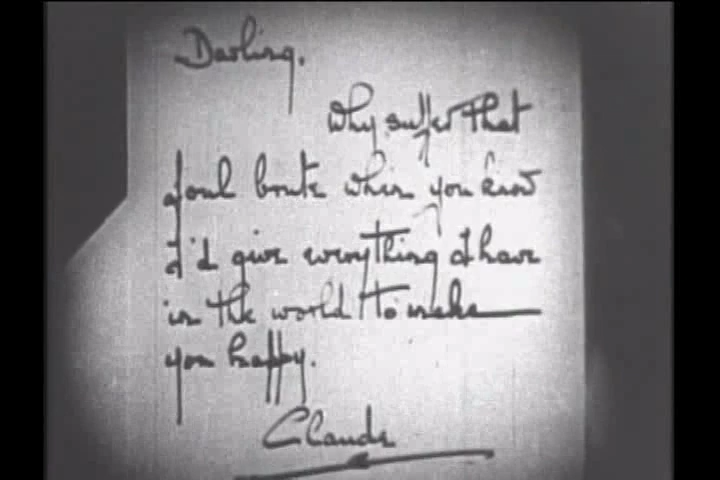 Darling.
Why suffer that
foul brute when you know
I'd give everything I have
in the world to make
you happy.
Claude